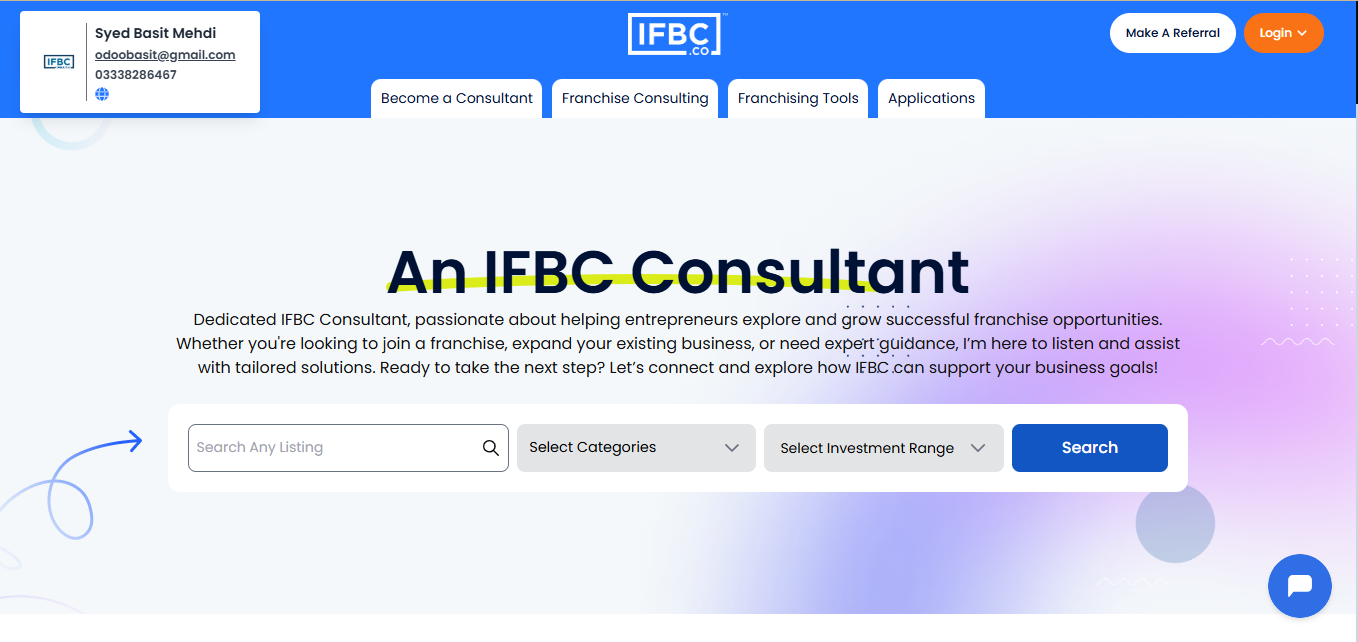 Syed Basit Mehdi
odoobasit@gmail.com
03338286467
IFBC
IFBC
.CO
™
Make A Referral
Login
Become a Consultant
Franchise Consulting
Franchising Tools
Applications
An IFBC Consultant
Dedicated IFBC Consultant, passionate about helping entrepreneurs explore and grow successful franchise opportunities.
Whether you're looking to join a franchise, expand your existing business, or need expert guidance, I’m here to listen and assist
with tailored solutions. Ready to take the next step? Let’s connect and explore how IFBC can support your business goals!
Search Any Listing
Select Categories
Select Investment Range
Search